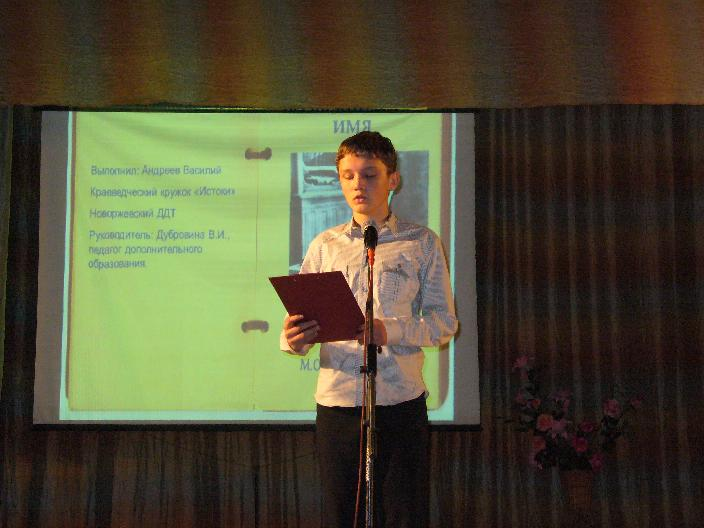 ИМЯ
Выполнил: Андреев Василий
Краеведческий кружок «Истоки»
Новоржевский ДДТ
Руководитель: Дубровина В.И.,
педагог дополнительного
образования.